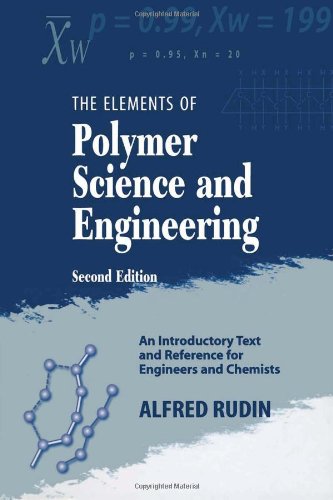 X̅w
p = 0.99, Xw = 199
p = 0.95, Xn = 20
THE ELEMENTS OF
Polymer
Science and
Engineering
Second Edition
An Introductory Text
and Reference for
Engineers and Chemists
ALFRED RUDIN